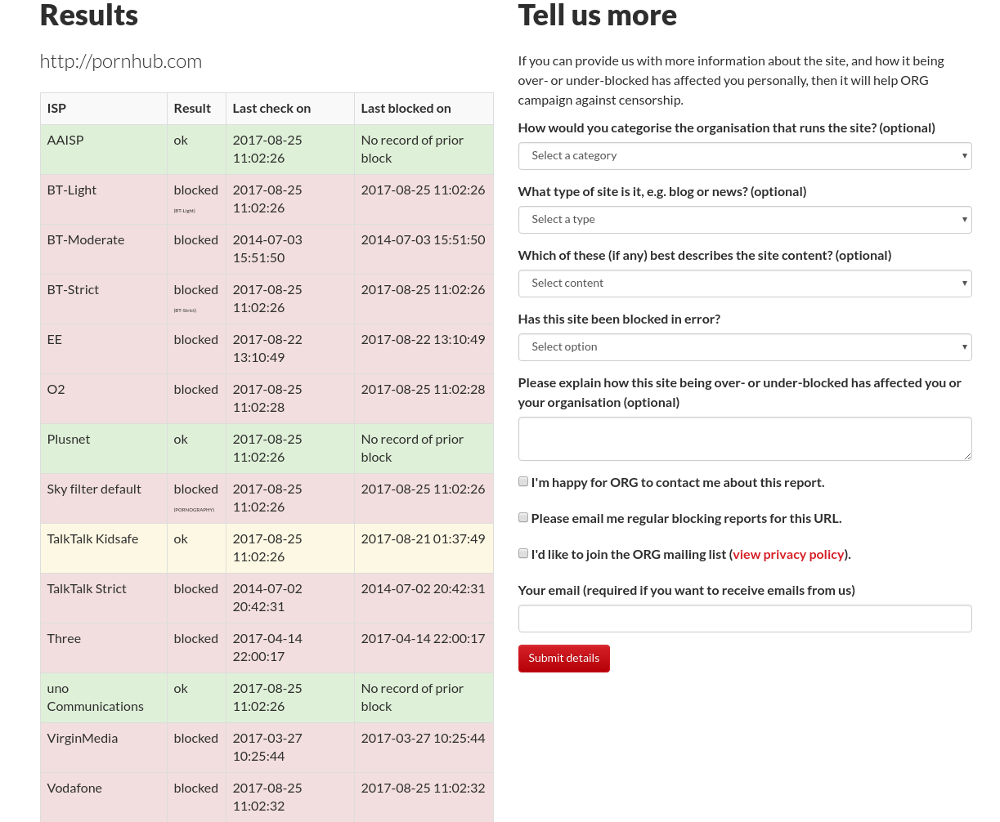 Results
http://pornhub.com
ISP Result Last check on Last blocked on
AAISP ok 2017-08-25 No record of prior
11:02:26 block
BT-Light blocked 2017-08-25 2017-08-25 11:02:26
(BT-Light) 11:02:26
BT-Moderate blocked 2014-07-03 2014-07-03 15:51:50
15:51:50
BT-Strict blocked 2017-08-25 2017-08-25 11:02:26
(BT-Strict) 11:02:26
EE blocked 2017-08-22 2017-08-22 13:10:49
13:10:49
O2 blocked 2017-08-25 2017-08-25 11:02:28
11:02:28
Plusnet ok 2017-08-25 No record of prior
11:02:26 block
Sky filter default blocked 2017-08-25 2017-08-25 11:02:26
(PORNOGRAPHY) 11:02:26
TalkTalk Kidsafe ok 2017-08-25 2017-08-21 01:37:49
11:02:26
TalkTalk Strict blocked 2014-07-02 2014-07-02 20:42:31
20:42:31
Three blocked 2017-04-14 2017-04-14 22:00:17
22:00:17
uno ok 2017-08-25 No record of prior
Communications 11:02:26 block
VirginMedia blocked 2017-03-27 2017-03-27 10:25:44
10:25:44
Vodafone blocked 2017-08-25 2017-08-25 11:02:32
11:02:32
Tell us more
If you can provide us with more information about the site, and how it being
over- or under-blocked has affected you personally, then it will help ORG
campaign against censorship.
How would you categorise the organisation that runs the site? (optional)
Select a category
What type of site is it, e.g. blog or news? (optional)
Select a type
Which of these (if any) best describes the site content? (optional)
Select content
Has this site been blocked in error?
Select option
Please explain how this site being over- or under-blocked has affected you or
your organisation (optional)
I'm happy for ORG to contact me about this report.
Please email me regular blocking reports for this URL.
I'd like to join the ORG mailing list (view privacy policy).
Your email (required if you want to receive emails from us)
Submit details